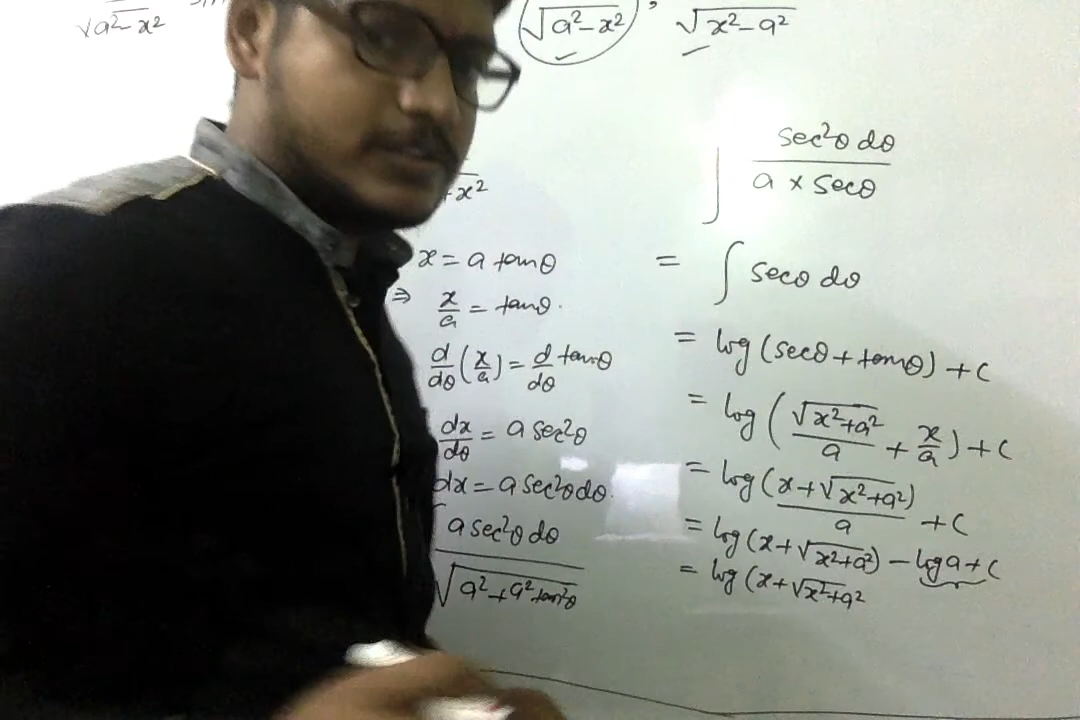 √a²-x²
√a²-x² , √x²-a²
x²
x = a tanθ
⇒ x/a = tanθ.
d/dθ (x/a) = d/dθ tanθ
dx/dθ = a sec²θ
dx = a sec²θ dθ.
a sec²θ dθ
√a²+a²tan²θ
∫ sec²θ dθ / a × secθ
= ∫ secθ dθ
= log (secθ + tanθ) + C
= log ( √x²+a² / a + x/a ) + C
= log (x+√x²+a²) / a + C
= log (x+√x²+a²) - log a + C
= log (x+√x²+a²